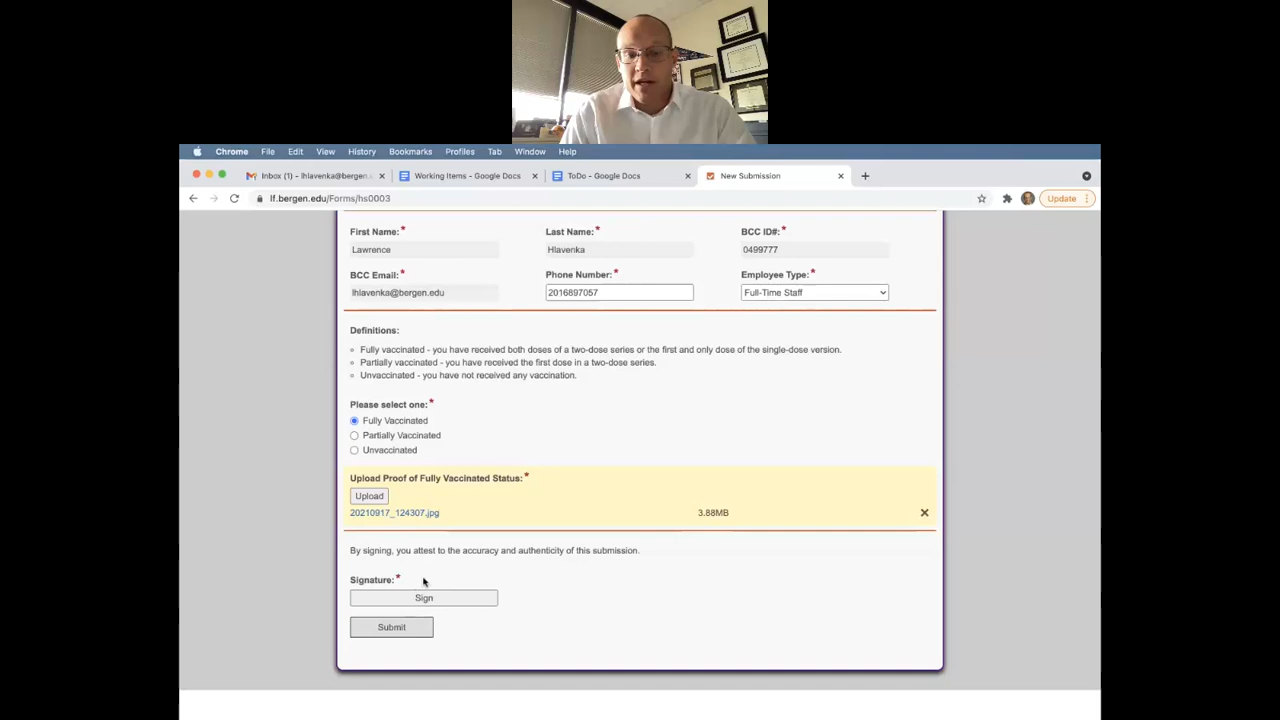 Chrome File Edit View History Bookmarks Profiles Tab Window Help
Inbox (1) - lhlavenka@bergen. Working Items - Google Docs ToDo - Google Docs New Submission
lf.bergen.edu/Forms/hs0003 Update
First Name:* Last Name:* BCC ID#:*
Lawrence Hlavenka 0499777
BCC Email:* Phone Number:* Employee Type:*
lhlavenka@bergen.edu 2016897057 Full-Time Staff
Definitions:
Fully vaccinated - you have received both doses of a two-dose series or the first and only dose of the single-dose version.
Partially vaccinated - you have received the first dose in a two-dose series.
Unvaccinated - you have not received any vaccination.
Please select one:*
Fully Vaccinated
Partially Vaccinated
Unvaccinated
Upload Proof of Fully Vaccinated Status:*
Upload
20210917_124307.jpg 3.88MB
By signing, you attest to the accuracy and authenticity of this submission.
Signature:*
Sign
Submit